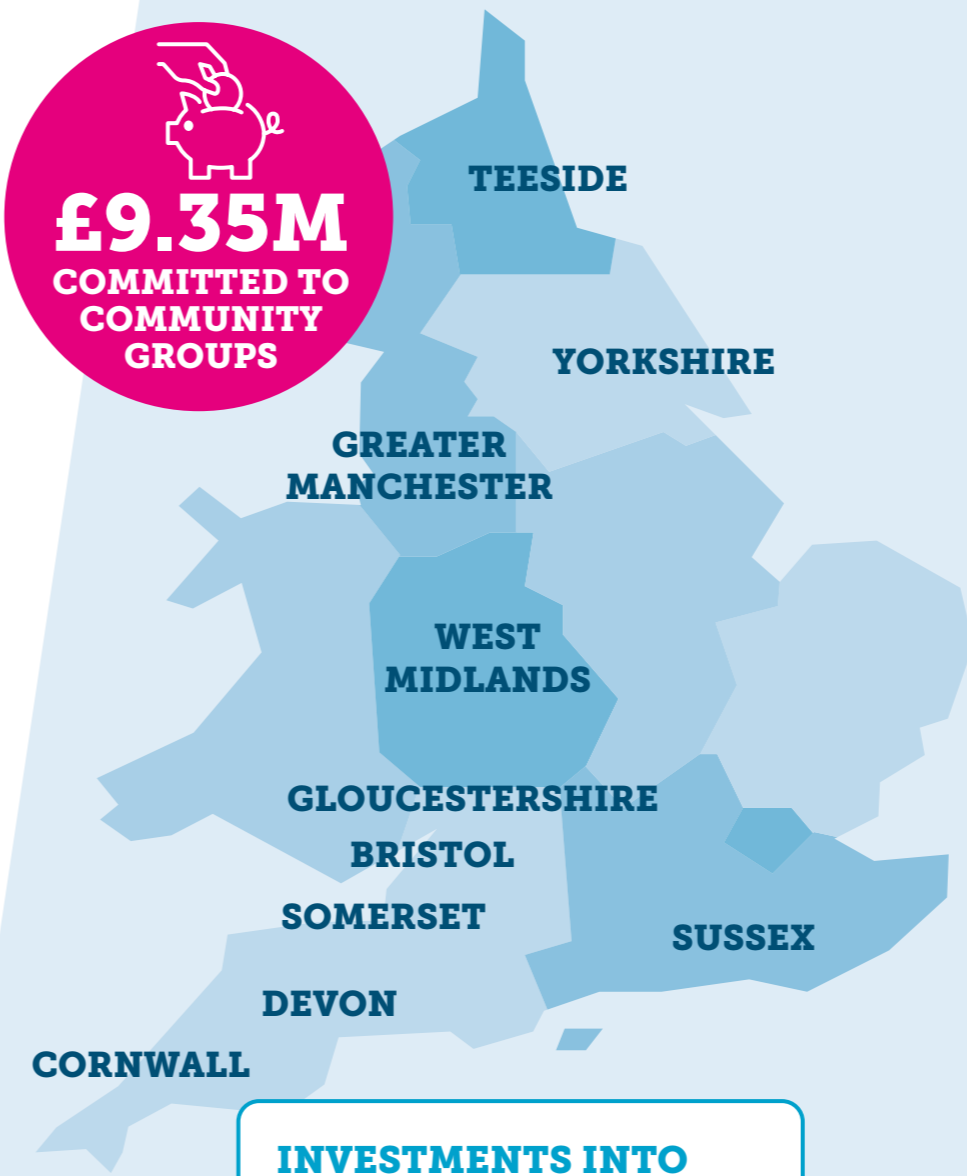 £9.35M
COMMITTED TO
COMMUNITY
GROUPS
TEESIDE
YORKSHIRE
GREATER
MANCHESTER
WEST
MIDLANDS
GLOUCESTERSHIRE
BRISTOL
SOMERSET
SUSSEX
DEVON
CORNWALL
INVESTMENTS INTO